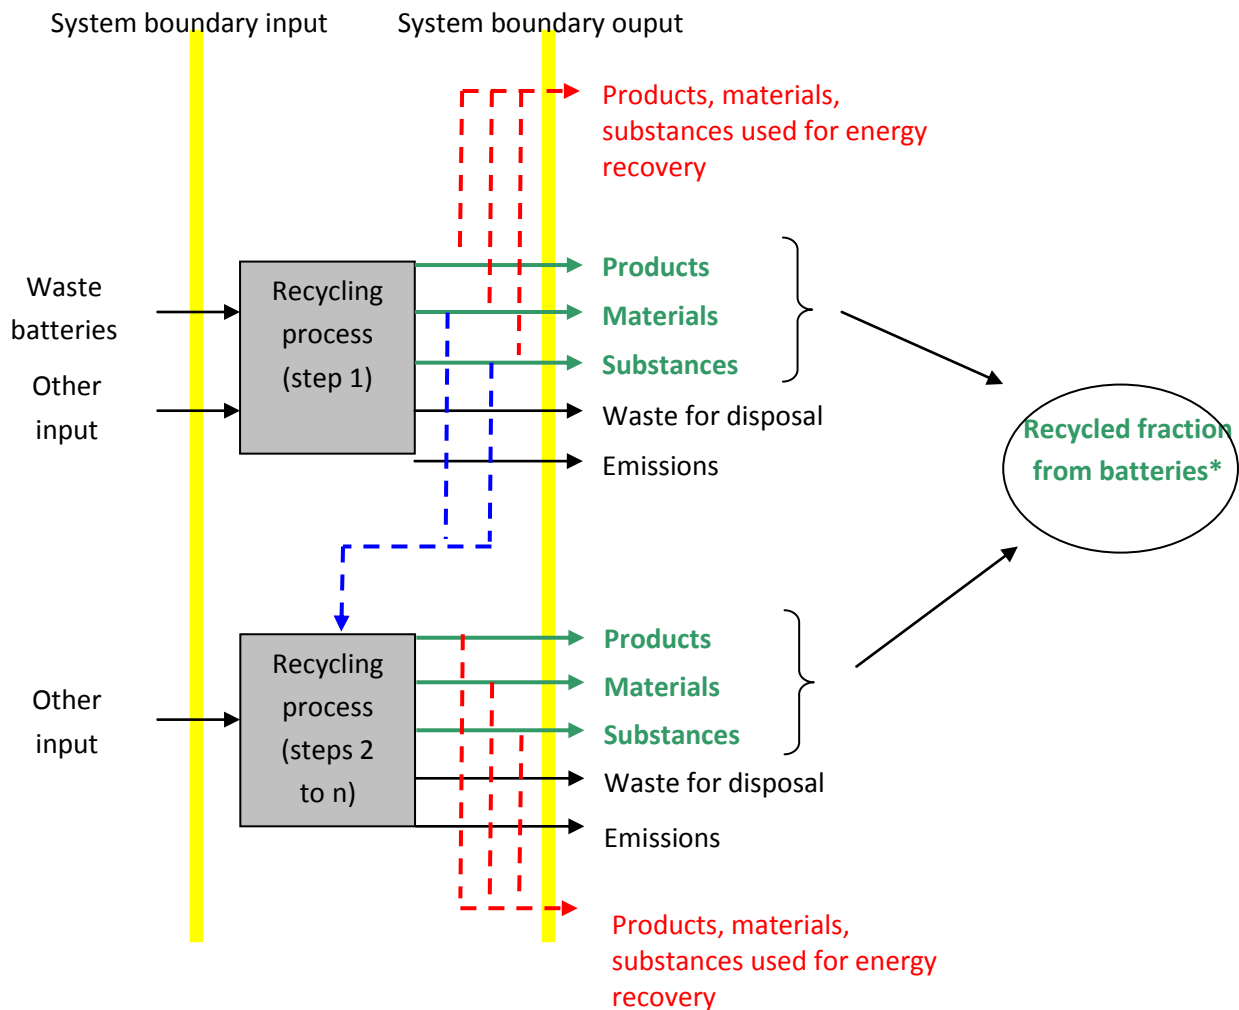 System boundary input
System boundary ouput
Products, materials,
substances used for energy
recovery
Waste
batteries
Other
input
Recycling
process
(step 1)
Products
Materials
Substances
Waste for disposal
Emissions
Recycled fraction
from batteries*
Other
input
Recycling
process
(steps 2
to n)
Products
Materials
Substances
Waste for disposal
Emissions
Products, materials,
substances used for energy
recovery